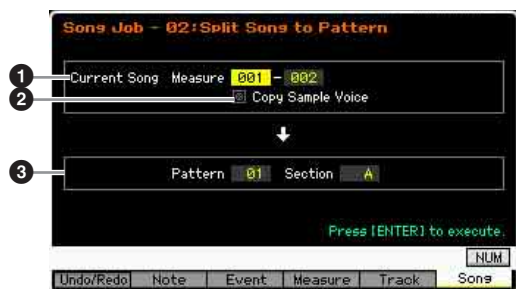 Song Job - 02:Split Song to Pattern
1 Current Song Measure 001 - 002
2 Copy Sample Voice
3 Pattern 01 Section A
Press [ENTER] to execute.
NUM
Undo/Redo Note Event Measure Track Song